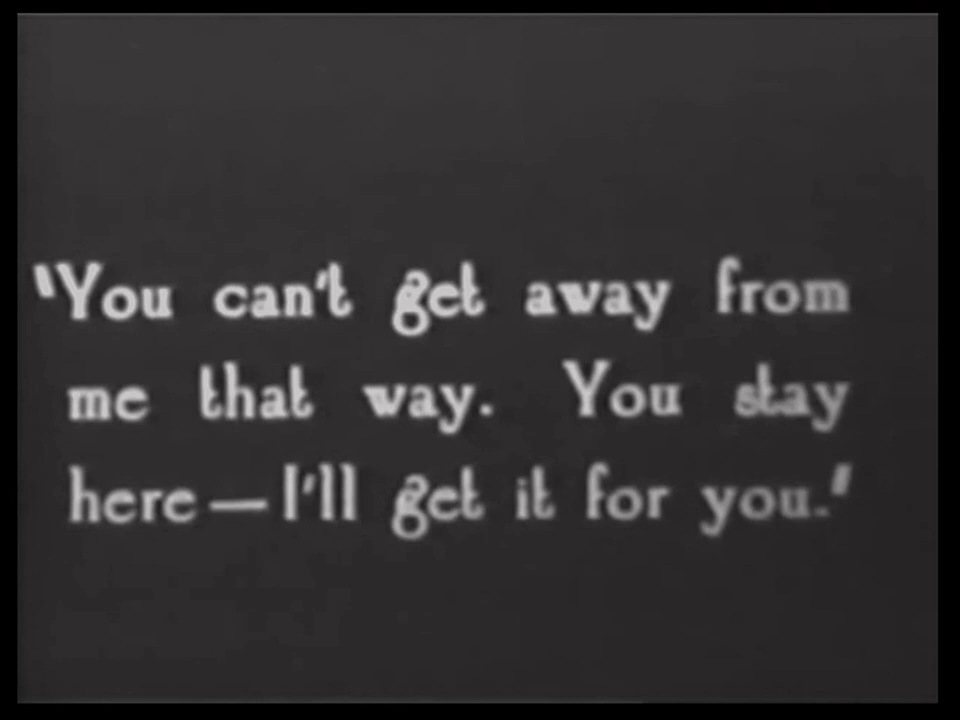 "You can't get away from
me that way. You stay
here—I'll get it for you."